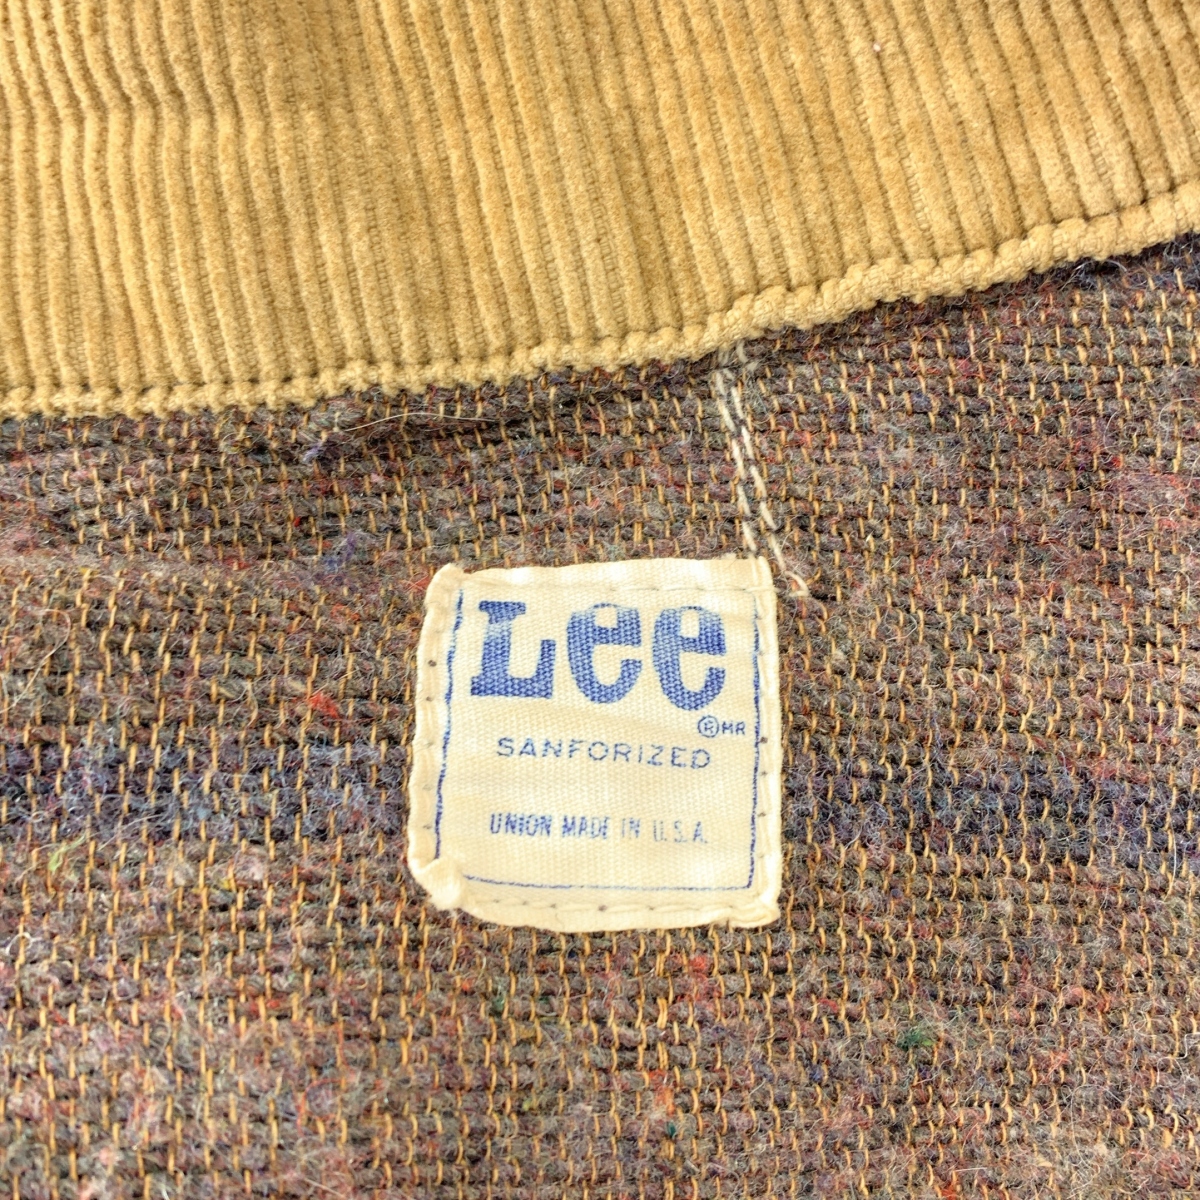 Lee
® MR
SANFORIZED
UNION MADE IN U.S.A.